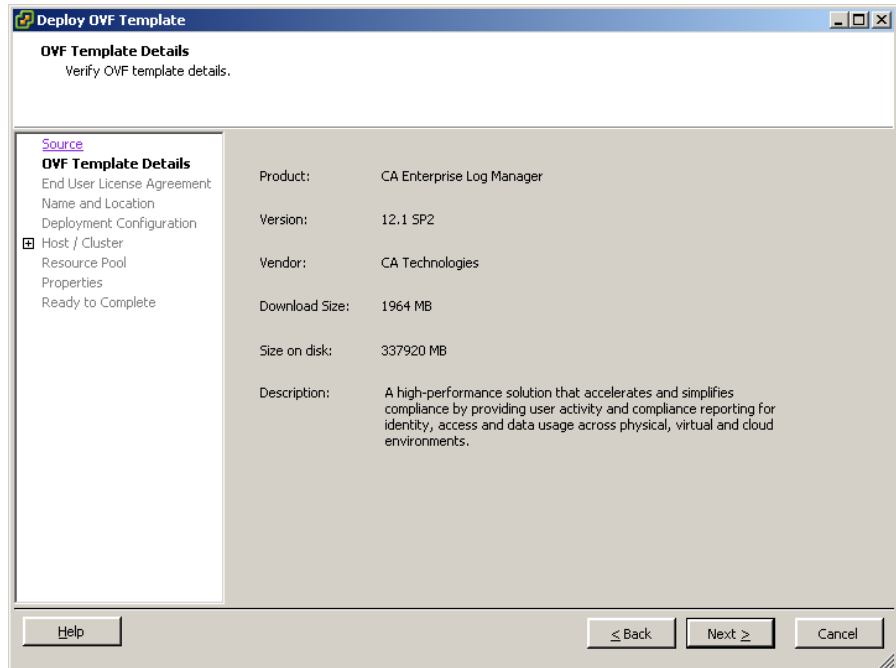 Deploy OVF Template
OVF Template Details
Verify OVF template details.
Source
OVF Template Details
End User License Agreement
Name and Location
Deployment Configuration
Host / Cluster
Resource Pool
Properties
Ready to Complete
Product: CA Enterprise Log Manager
Version: 12.1 SP2
Vendor: CA Technologies
Download Size: 1964 MB
Size on disk: 337920 MB
Description: A high-performance solution that accelerates and simplifies
compliance by providing user activity and compliance reporting for
identity, access and data usage across physical, virtual and cloud
environments.
Help < Back Next > Cancel